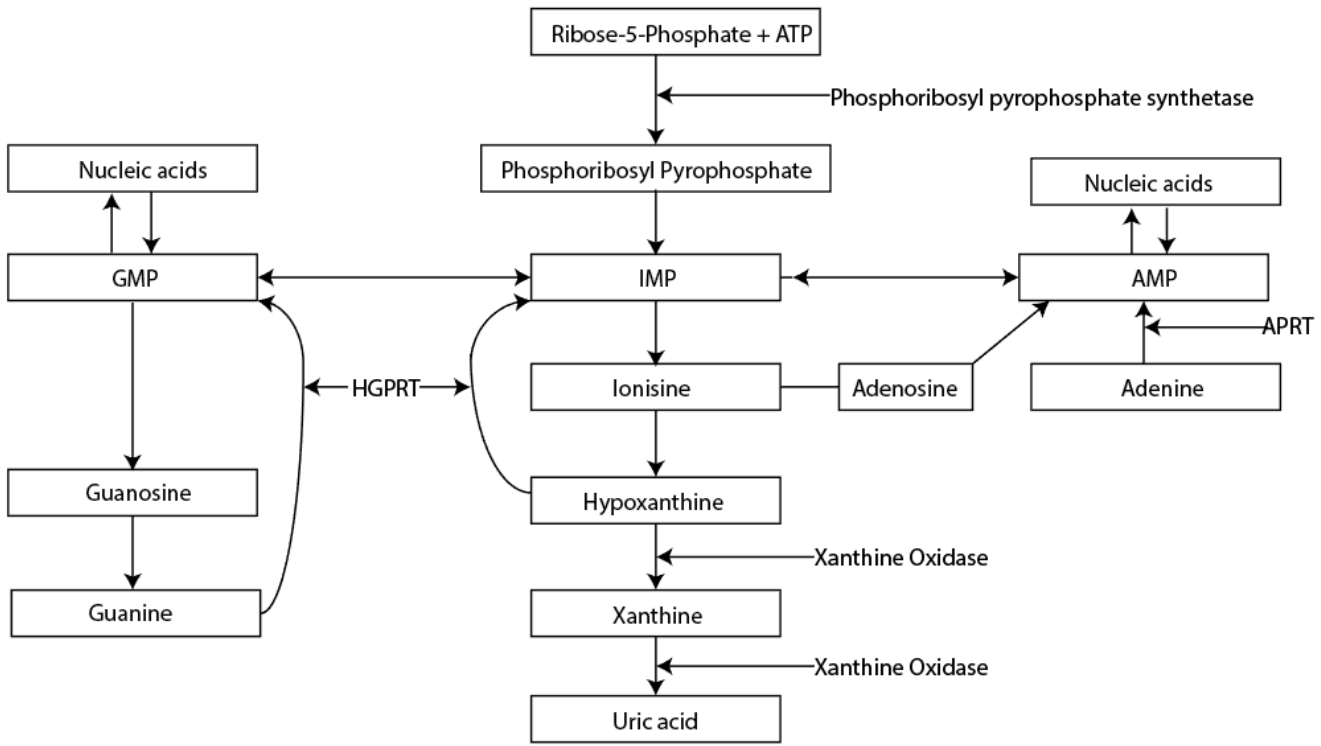 Ribose-5-Phosphate + ATP
Phosphoribosyl pyrophosphate synthetase
Nucleic acids
Phosphoribosyl Pyrophosphate
Nucleic acids
GMP
IMP
AMP
APRT
HGPRT
Ionisine
Adenosine
Adenine
Guanosine
Hypoxanthine
Xanthine Oxidase
Guanine
Xanthine
Xanthine Oxidase
Uric acid